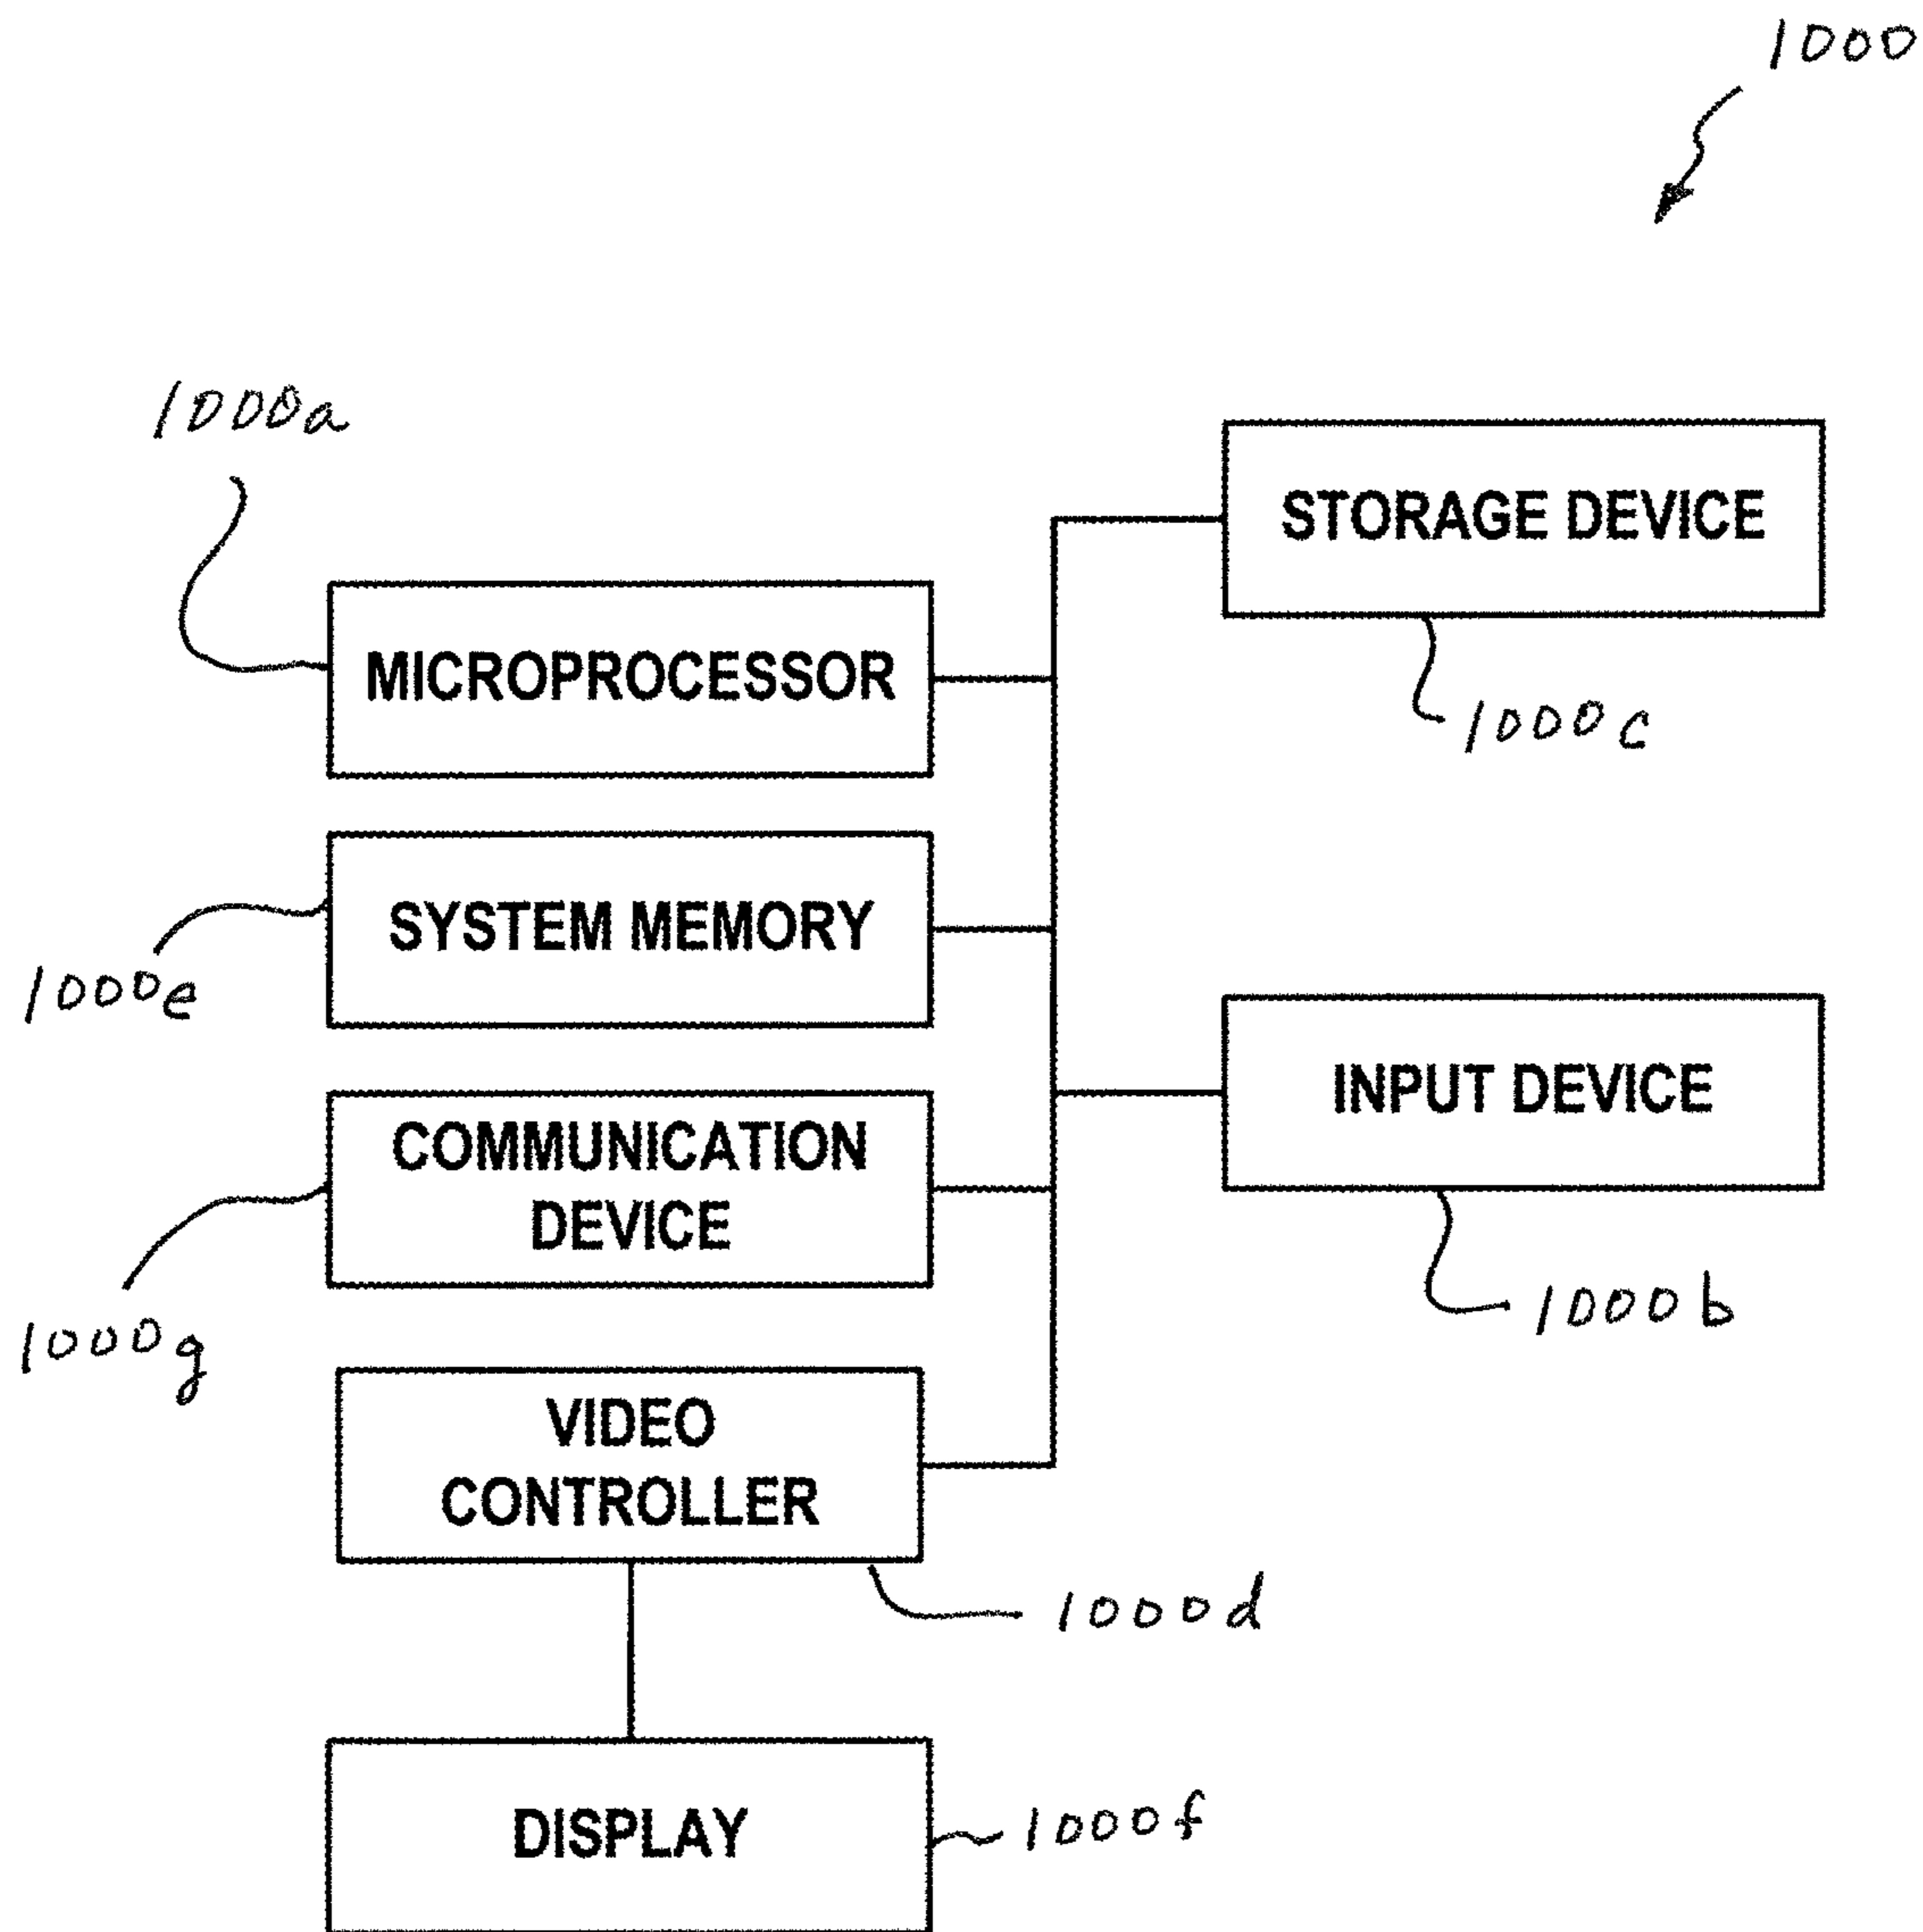 1000
1000a
STORAGE DEVICE
MICROPROCESSOR
1000c
SYSTEM MEMORY
1000e
INPUT DEVICE
COMMUNICATION
DEVICE
1000b
1000g
VIDEO
CONTROLLER
1000d
DISPLAY
1000f